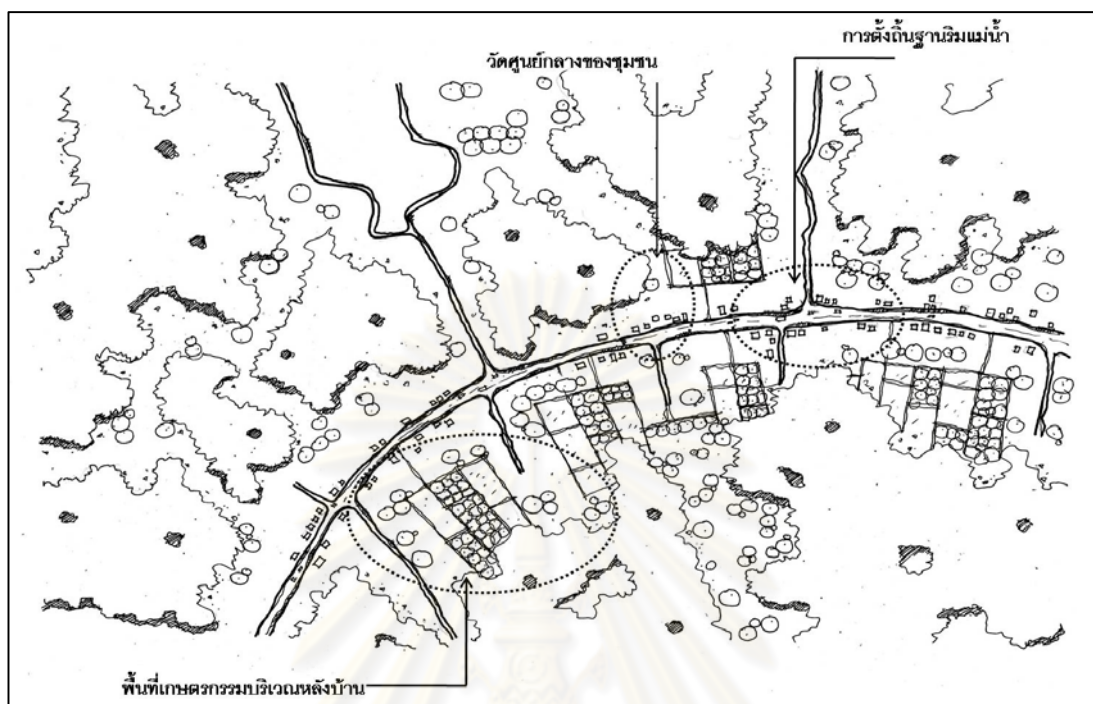 การตั้งถิ่นฐานริมแม่น้ำ
วัดศูนย์กลางของชุมชน
พื้นที่เกษตรกรรมบริเวณหลังบ้าน